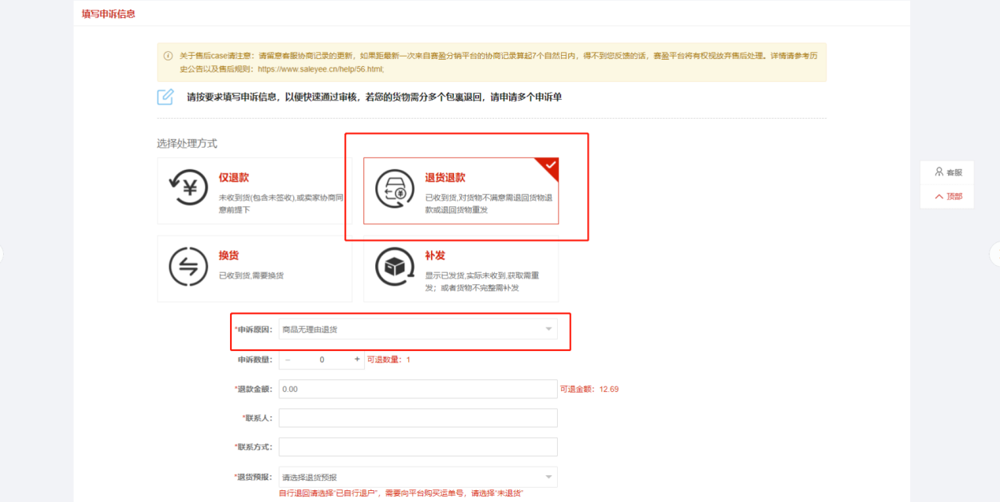 填写申诉信息
关于售后case请注意：请留意客服协商记录的更新，如果距最新一次来自赛盈分销平台的协商记录算起7个自然日内，得不到您反馈的话，赛盈平台将有权视放弃售后处理。详情请参考历
史公告以及售后规则：https://www.saleyee.cn/help/56.html;
请按要求填写申诉信息，以便快速通过审核，若您的货物需分多个包裹退回，请申请多个申诉单
选择处理方式
仅退款
未收到货(包含未签收),或卖家协商同
意前提下
退货退款
已收到货,对货物不满意需退回货物退
款或退回货物重发
换货
已收到货,需要换货
补发
显示已发货,实际未收到,获取需重
发；或者货物不完整需补发
*申诉原因： 商品无理由退货
申诉数量： − 0 + 可退数量：1
*退款金额： 0.00 可退金额：12.69
*联系人：
*联系方式：
*退货预报： 请选择退货预报
自行退回请选择“已自行退户”，需要向平台购买运单号，请选择“未退货”
客服
顶部